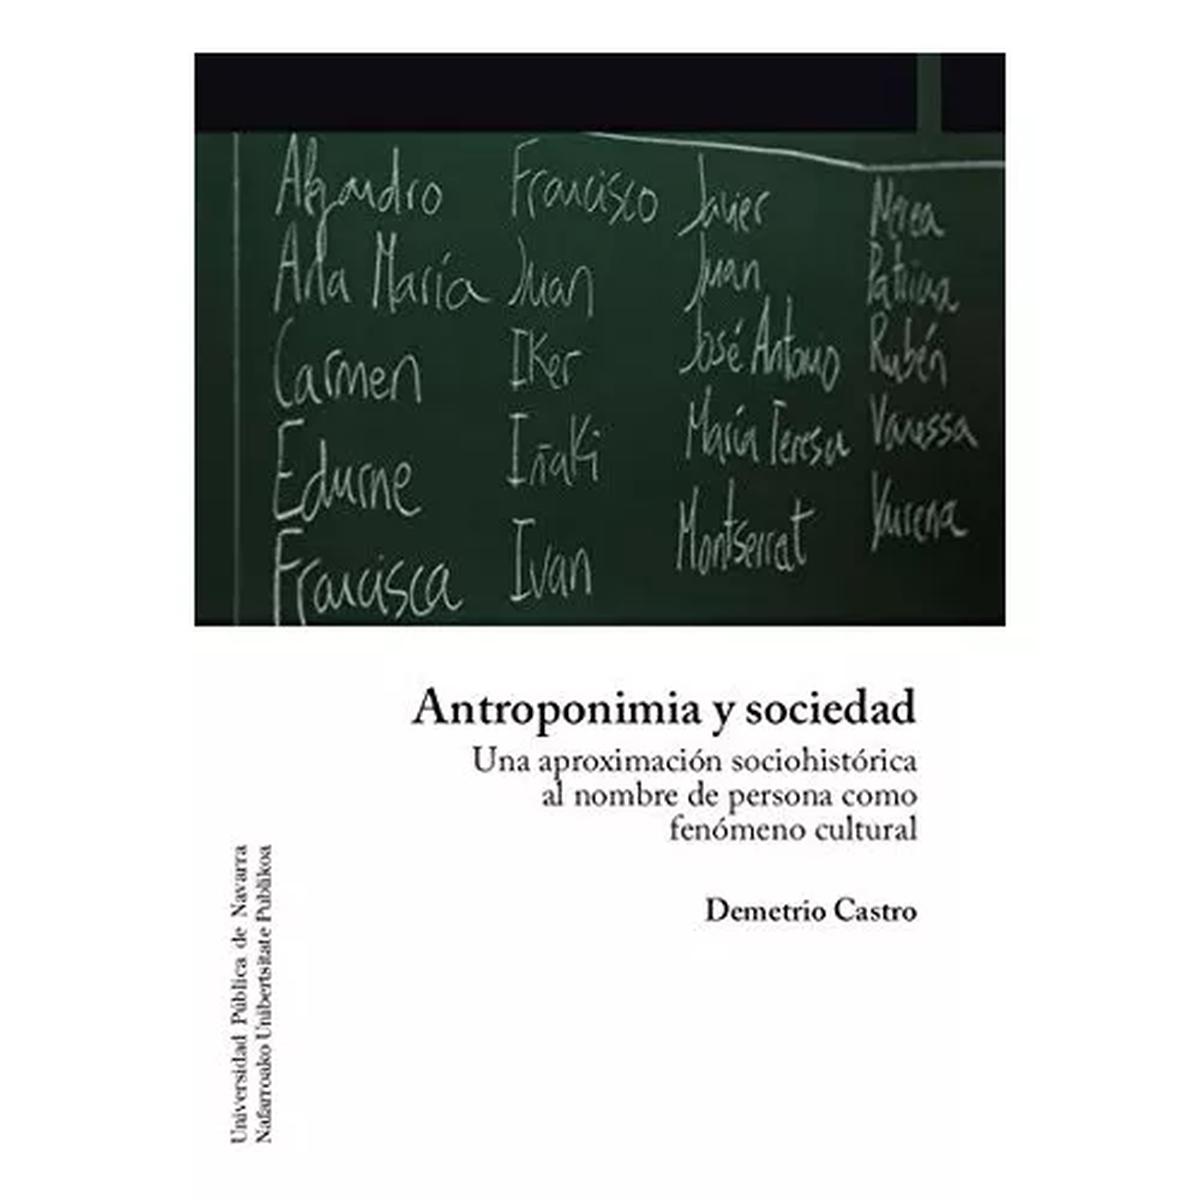 Alejandro
Ana María
Carmen
Edurne
Francisca
Francisco
Juan
IKer
IñaKi
Ivan
Javier
Juan
José Antonio
María Teresa
Montserrat
Nerea
Patricia
Rubén
Vanessa
Yurena
Antroponimia y sociedad
Una aproximación sociohistórica
al nombre de persona como
fenómeno cultural
Demetrio Castro
Universidad Pública de Navarra
Nafarroako Unibertsitate Publikoa